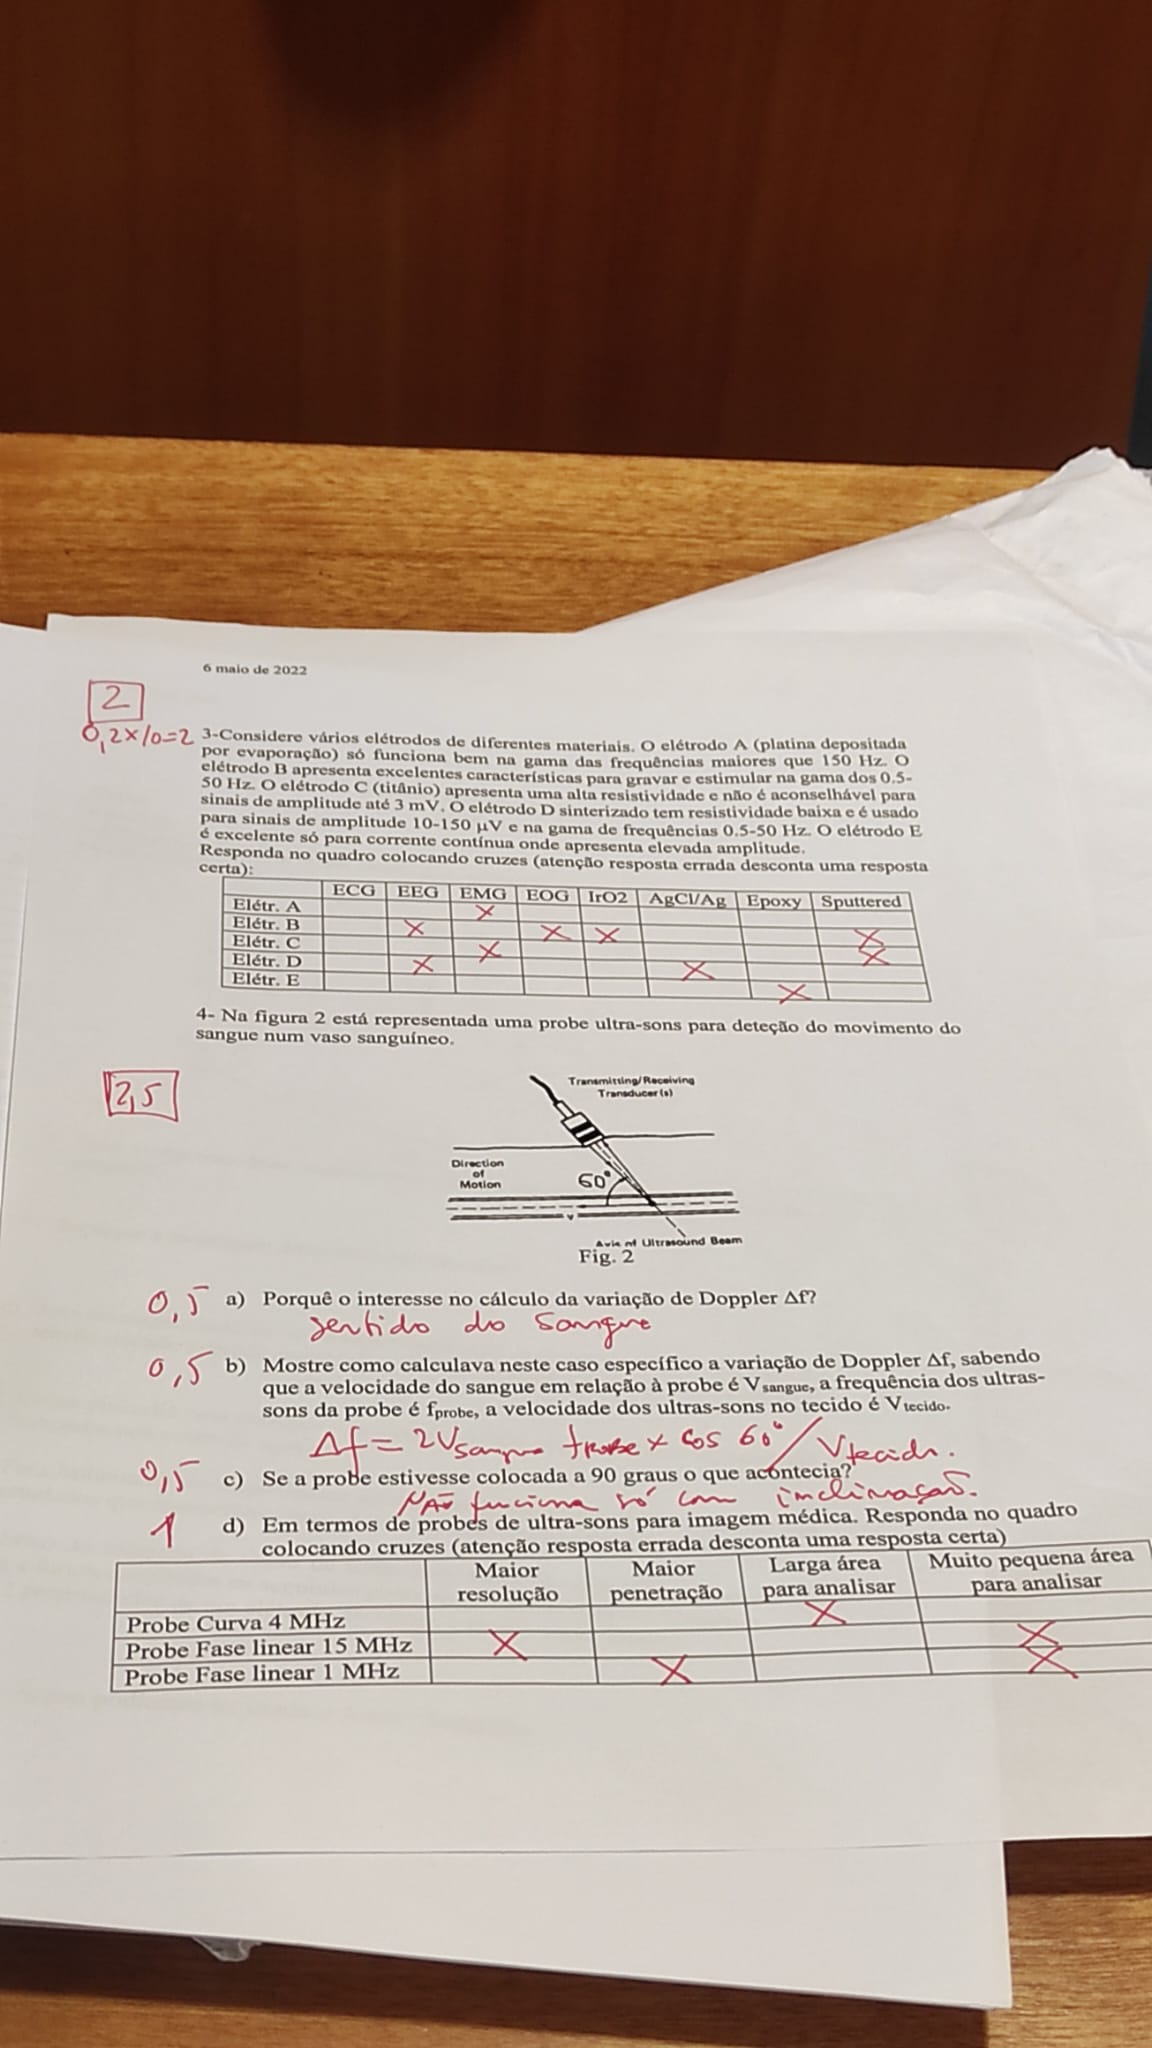 6 maio de 2022
2
0,2x10=2
3-Considere vários elétrodos de diferentes materiais. O elétrodo A (platina depositada
por evaporação) só funciona bem na gama das frequências maiores que 150 Hz. O
elétrodo B apresenta excelentes características para gravar e estimular na gama dos 0.5-
50 Hz. O elétrodo C (titânio) apresenta uma alta resistividade e não é aconselhável para
sinais de amplitude até 3 mV. O elétrodo D sinterizado tem resistividade baixa e é usado
para sinais de amplitude 10-150 µV e na gama de frequências 0.5-50 Hz. O elétrodo E
é excelente só para corrente contínua onde apresenta elevada amplitude.
Responda no quadro colocando cruzes (atenção resposta errada desconta uma resposta
certa):
ECG EEG EMG EOG IrO2 AgCl/Ag Epoxy Sputtered
Elétr. A X
Elétr. B X X X X
Elétr. C X X
Elétr. D X X
Elétr. E X
4- Na figura 2 está representada uma probe ultra-sons para deteção do movimento do
sangue num vaso sanguíneo.
2,5
Transmitting/Receiving
Transducer(s)
Direction
of
Motion
60°
v
Axis of Ultrasound Beam
Fig. 2
0,5 a) Porquê o interesse no cálculo da variação de Doppler Δf?
sentido do sangue
0,5 b) Mostre como calculava neste caso específico a variação de Doppler Δf, sabendo
que a velocidade do sangue em relação à probe é Vsangue, a frequência dos ultras-
sons da probe é fprobe, a velocidade dos ultras-sons no tecido é Vtecido.
Δf = 2Vsangue fprobe x cos 60°/Vtecido.
0,5 c) Se a probe estivesse colocada a 90 graus o que acontecia?
Não funciona só com inclinação.
1 d) Em termos de probes de ultra-sons para imagem médica. Responda no quadro
colocando cruzes (atenção resposta errada desconta uma resposta certa)
Maior Maior Larga área Muito pequena área
resolução penetração para analisar para analisar
Probe Curva 4 MHz X
Probe Fase linear 15 MHz X X
Probe Fase linear 1 MHz X X